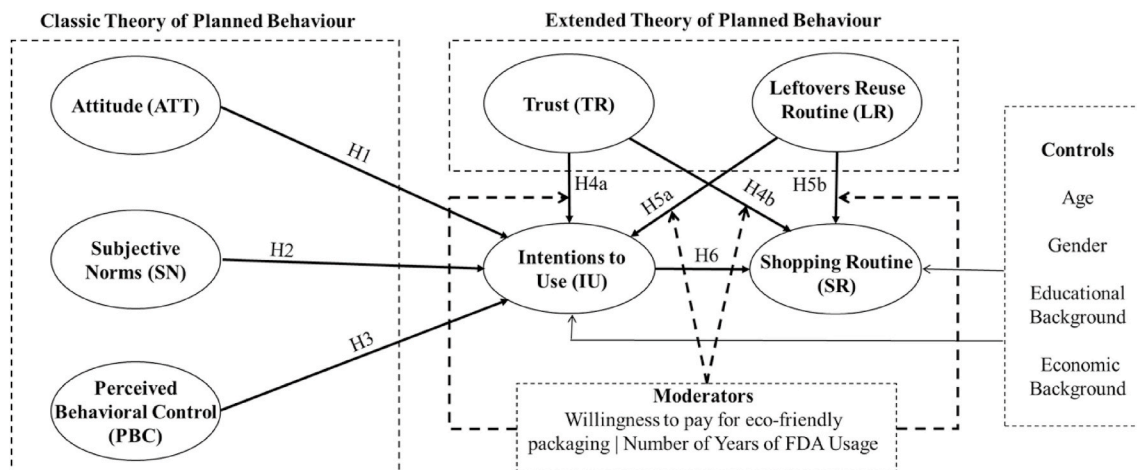 Classic Theory of Planned Behaviour
Extended Theory of Planned Behaviour
Attitude (ATT)
Subjective
Norms (SN)
Perceived
Behavioral Control
(PBC)
H1
H2
H3
Trust (TR)
Leftovers Reuse
Routine (LR)
H4a
H5a
H4b
H5b
Intentions to
Use (IU)
H6
Shopping Routine
(SR)
Moderators
Willingness to pay for eco-friendly
packaging | Number of Years of FDA Usage
Controls
Age
Gender
Educational
Background
Economic
Background